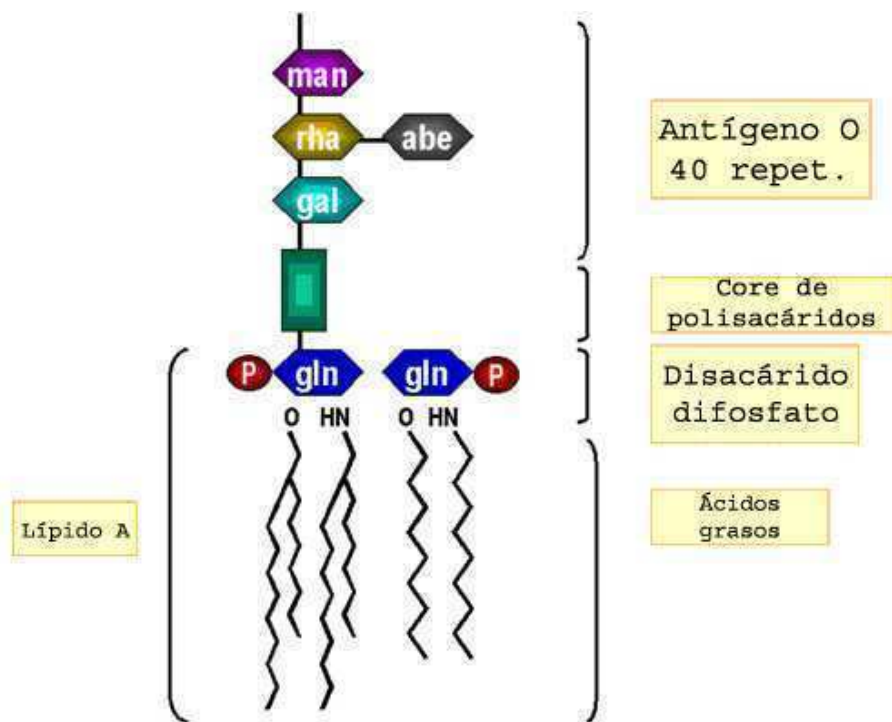 man
rha
abe
gal
Antígeno O
40 repet.
Core de
polisacáridos
P
gln
gln
P
O
HN
O
HN
Disacárido
difosfato
Lípido A
Ácidos
grasos